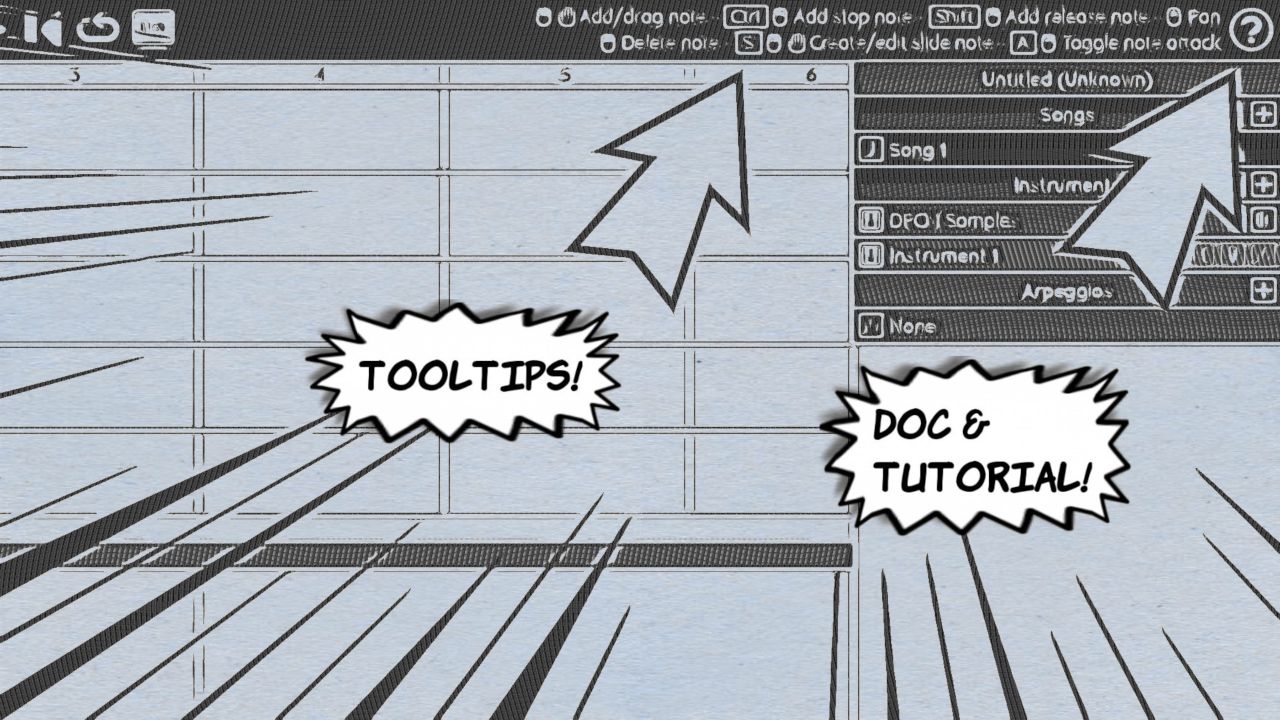 Add/drag note Ctrl Add stop note Shift Add release note Pan
Delete note S Create/edit slide note A Toggle note attack
?
3 4 5 6
Untitled (Unknown)
Songs
Song 1
Instrument
Instrument 1
Arpeggios
None
TOOLTIPS!
DOC &
TUTORIAL!